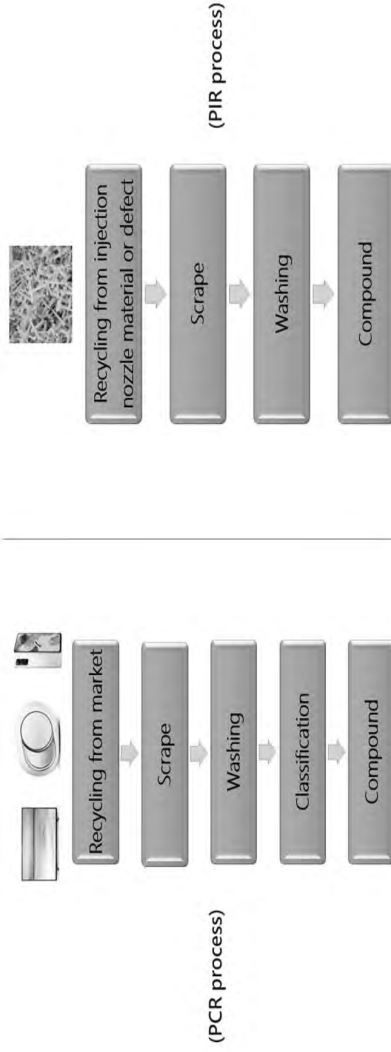 (PCR process)
Recycling from market
Scrape
Washing
Classification
Compound
(PIR process)
Recycling from injection
nozzle material or defect
Scrape
Washing
Compound